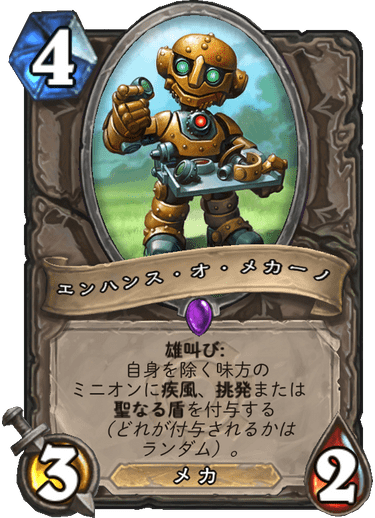 4
エンハンス・オ・メカーノ
雄叫び:
自身を除く味方の
ミニオンに疾風、挑発または
聖なる盾を付与する
（どれが付与されるかは
ランダム）。
メカ
3
2